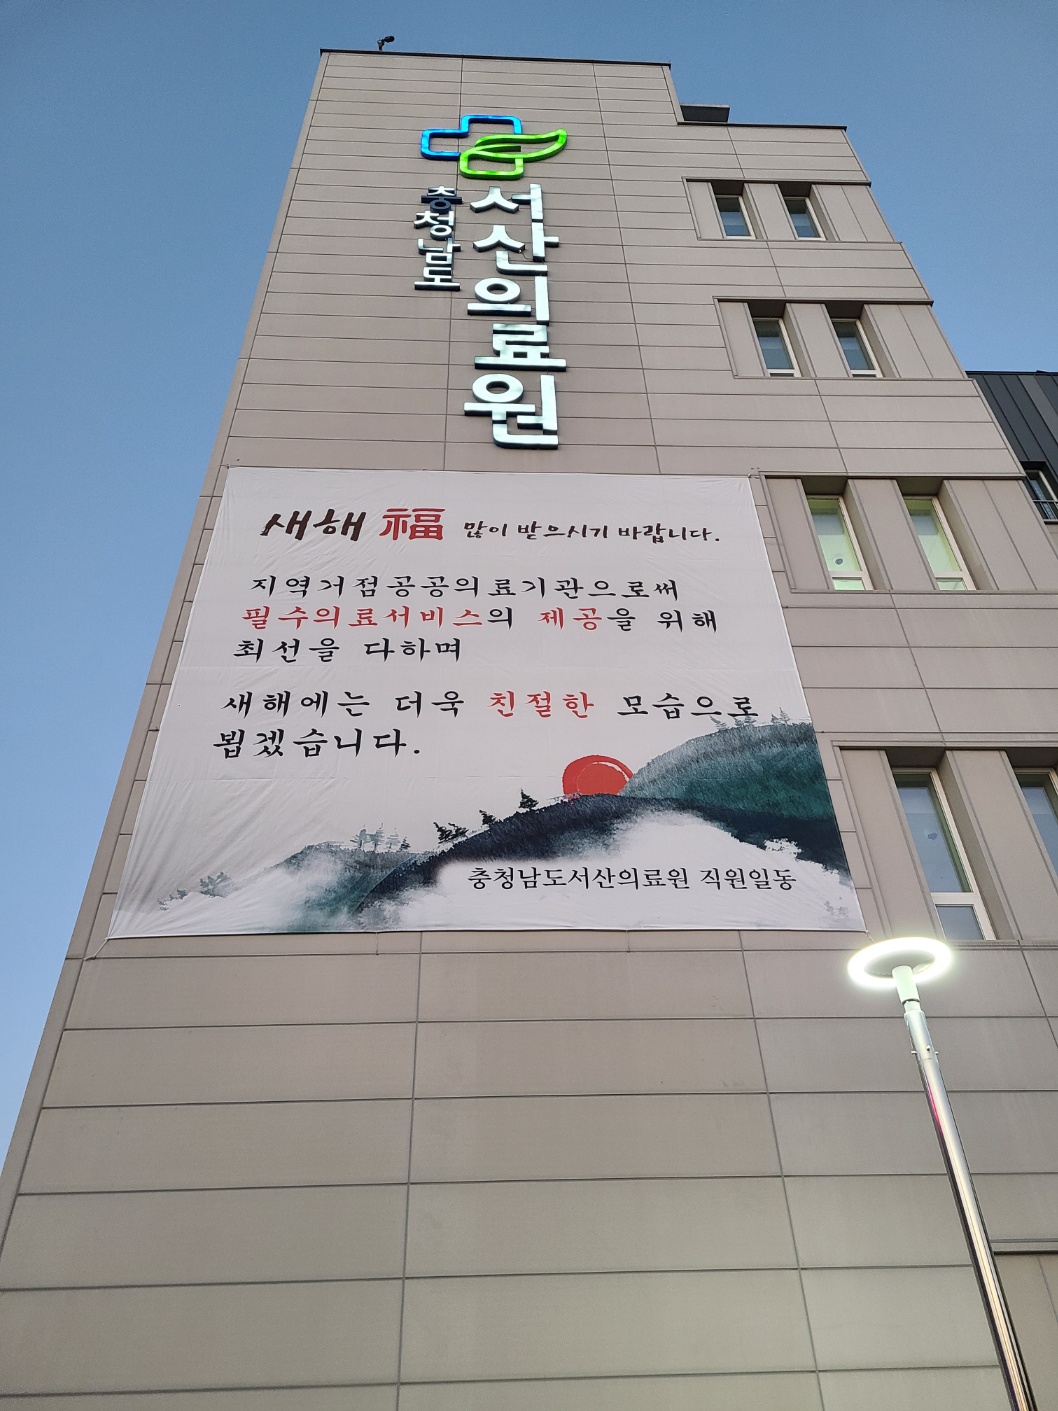 충청남도
서산의료원
새해 福 많이 받으시기 바랍니다.
지역거점공공의료기관으로써
필수의료서비스의 제공을 위해
최선을 다하며
새해에는 더욱 친절한 모습으로
뵙겠습니다.
충청남도서산의료원 직원일동